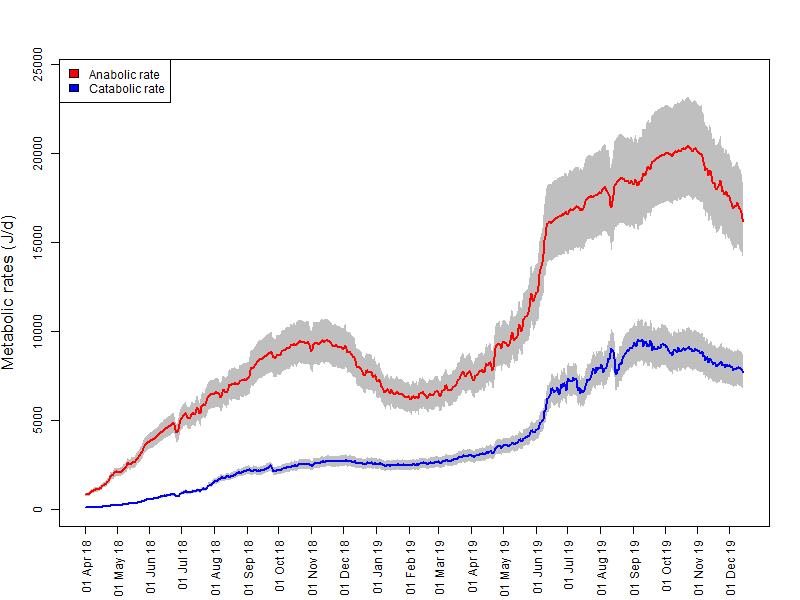 Anabolic rate
Catabolic rate
Metabolic rates (J/d)
25000
20000
15000
10000
5000
0
01 Apr 18
01 May 18
01 Jun 18
01 Jul 18
01 Aug 18
01 Sep 18
01 Oct 18
01 Nov 18
01 Dec 18
01 Jan 19
01 Feb 19
01 Mar 19
01 Apr 19
01 May 19
01 Jun 19
01 Jul 19
01 Aug 19
01 Sep 19
01 Oct 19
01 Nov 19
01 Dec 19